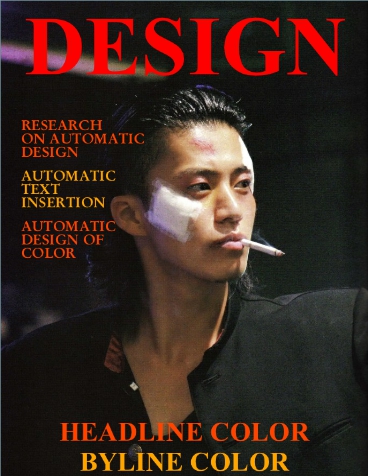 DESIGN
RESEARCH
ON AUTOMATIC
DESIGN
AUTOMATIC
TEXT
INSERTION
AUTOMATIC
DESIGN OF
COLOR
HEADLINE COLOR
BYLINE COLOR